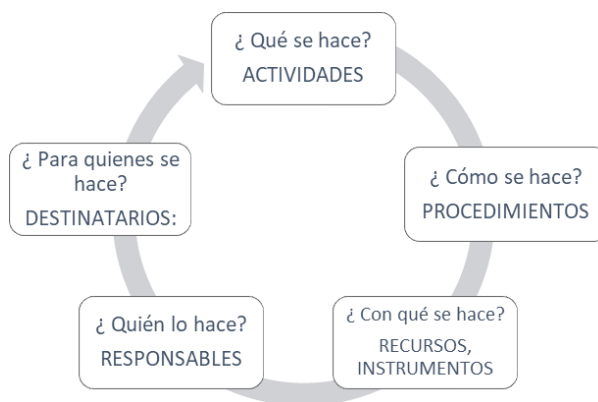 ¿ Qué se hace?
ACTIVIDADES
¿ Cómo se hace?
PROCEDIMIENTOS
¿ Con qué se hace?
RECURSOS,
INSTRUMENTOS
¿ Quién lo hace?
RESPONSABLES
¿ Para quienes se
hace?
DESTINATARIOS: